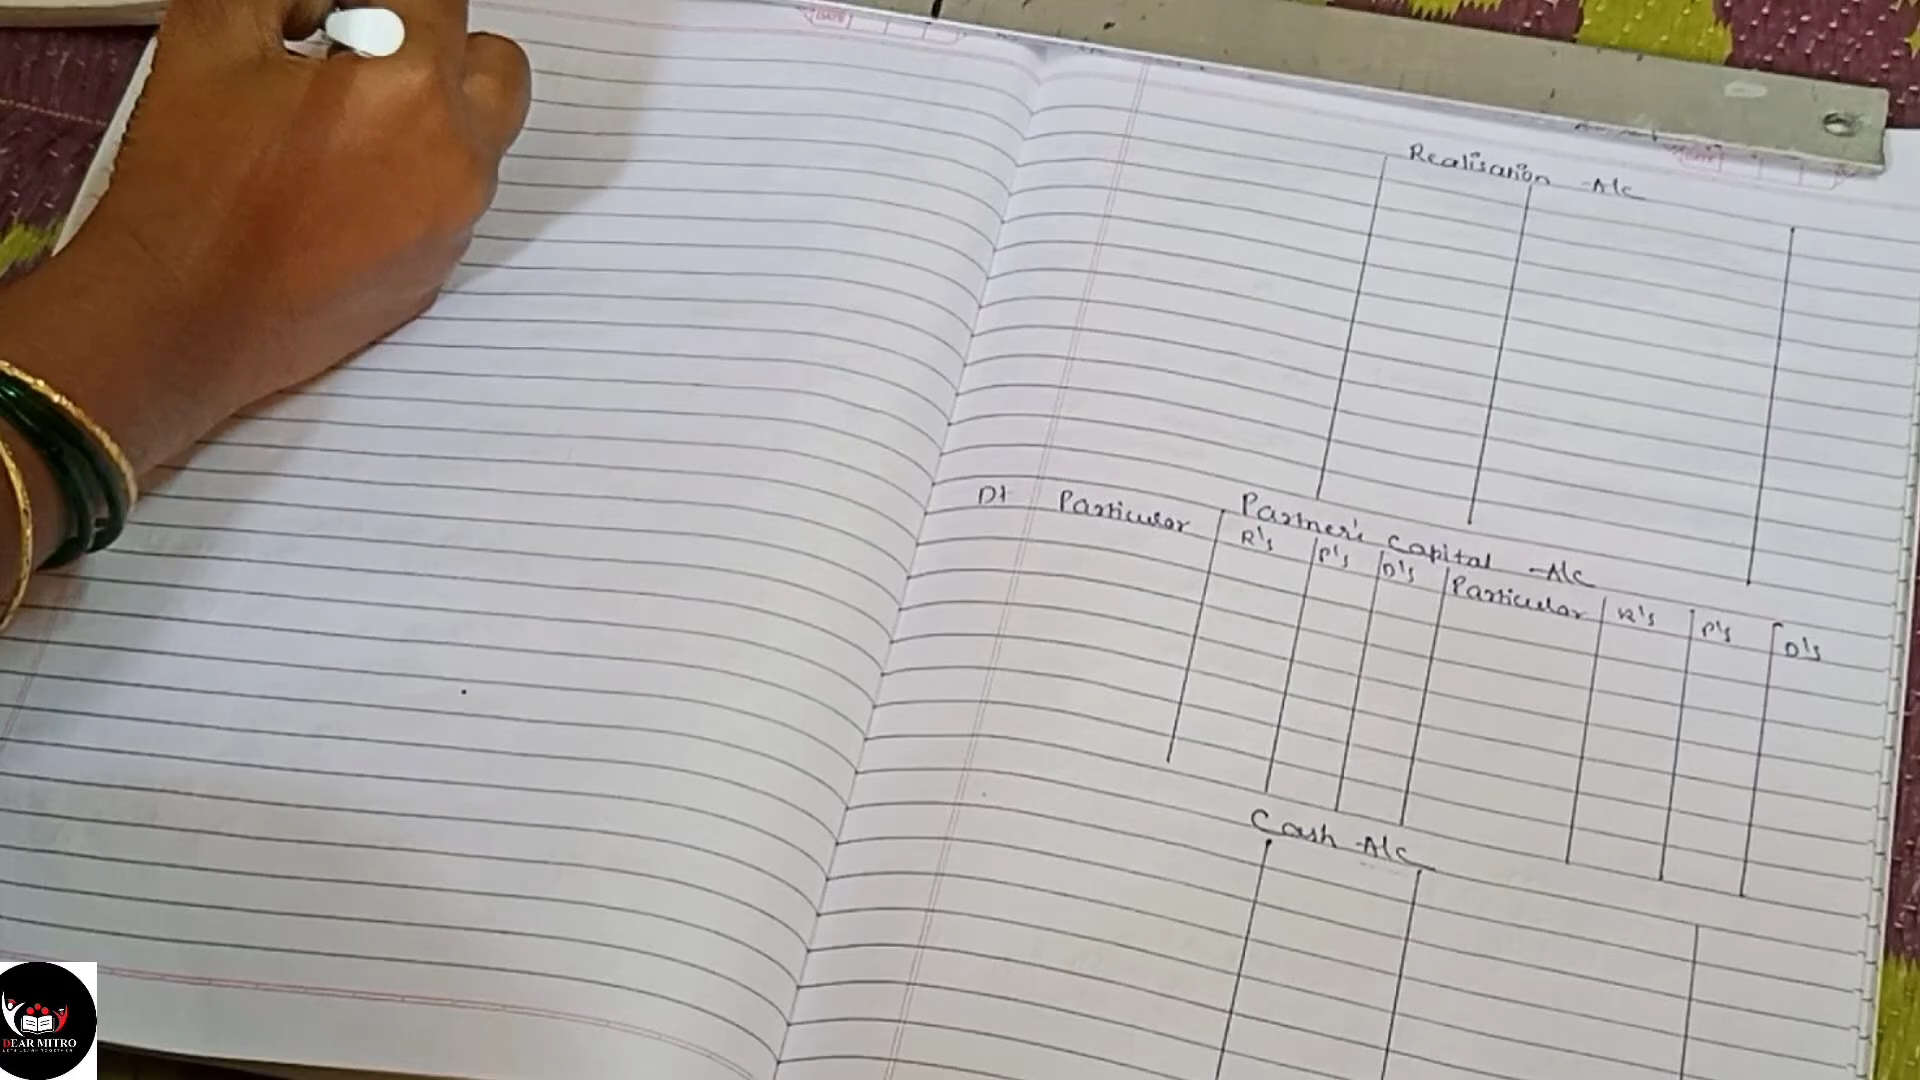 Realisation A/c
Partner's Capital A/c
Dr Particular R's P's D's Particular R's P's D's
Cash A/c
DEAR MITRO